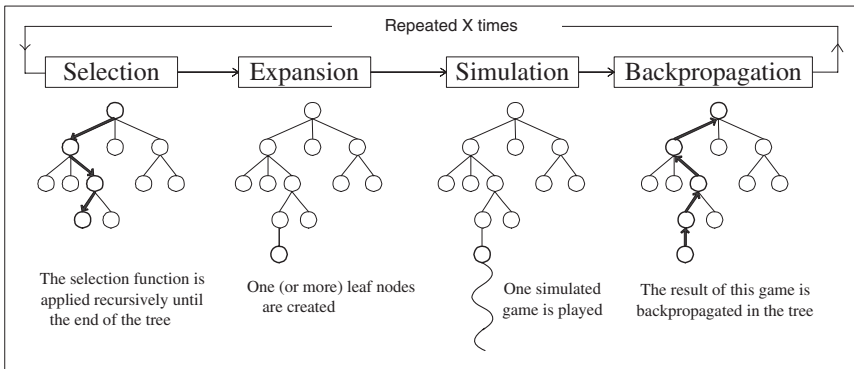 Repeated X times
Selection
Expansion
Simulation
Backpropagation
The selection function is
applied recursively until
the end of the tree
One (or more) leaf nodes
are created
One simulated
game is played
The result of this game is
backpropagated in the tree